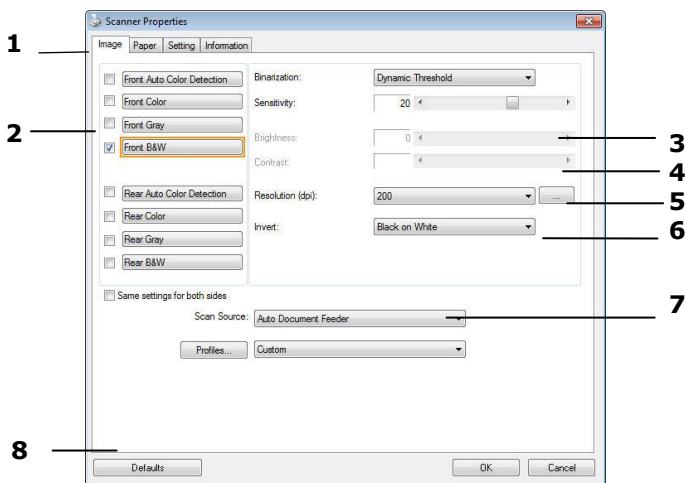 Scanner Properties
1
Image Paper Setting Information
Front Auto Color Detection
Binarization: Dynamic Threshold
Front Color
Sensitivity: 20
Front Gray
2
Brightness: 0
3
Front B&W
Contrast:
4
Rear Auto Color Detection
Resolution (dpi): 200 ...
5
Rear Color
Invert: Black on White
6
Rear Gray
Rear B&W
Same settings for both sides
Scan Source: Auto Document Feeder
7
Profiles... Custom
8
Defaults OK Cancel